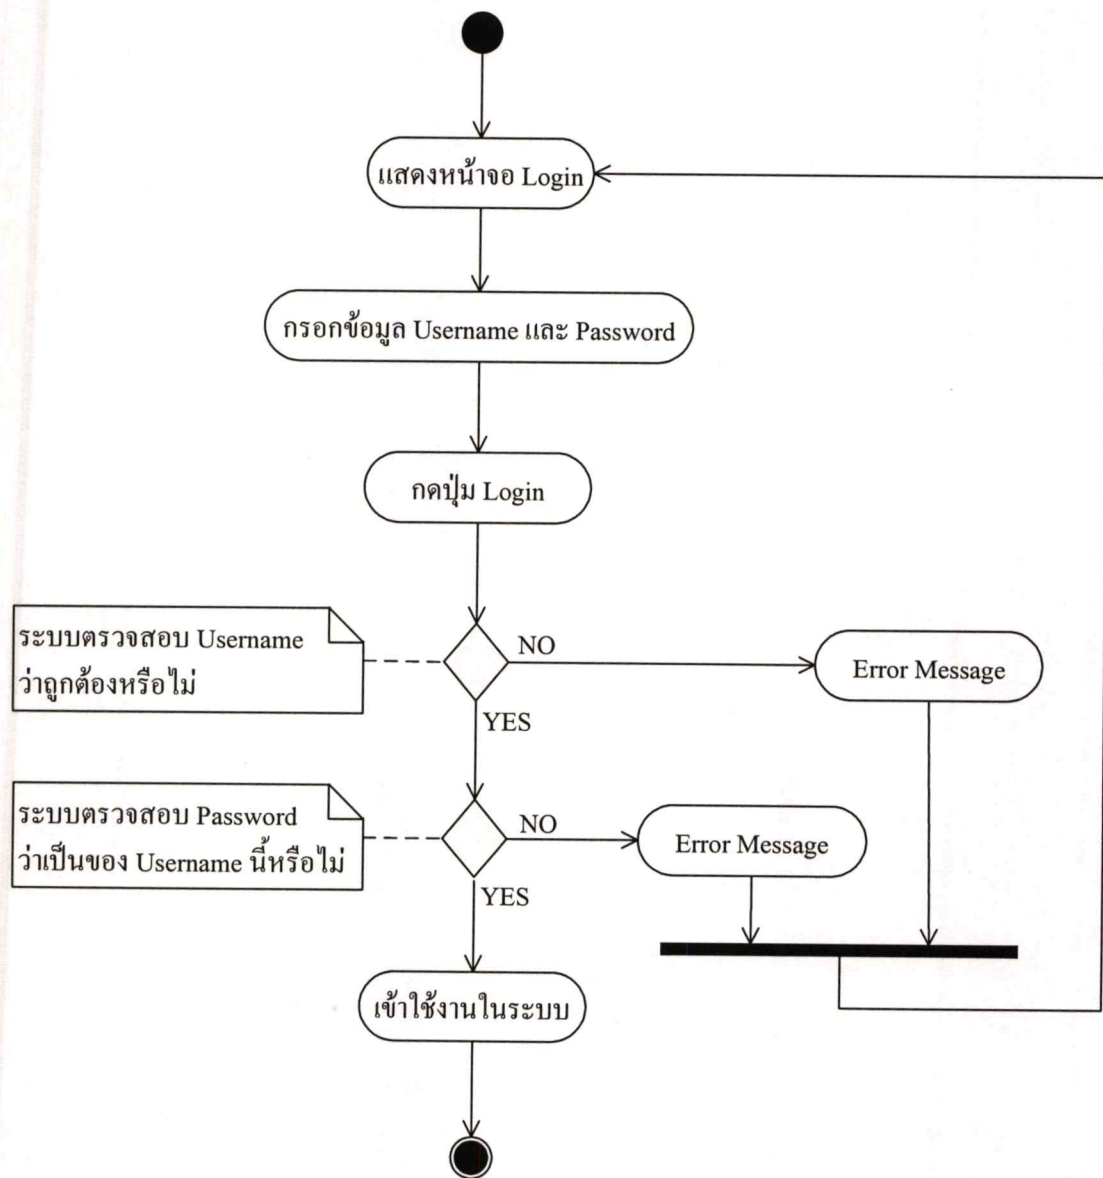 แสดงหน้าจอ Login
กรอกข้อมูล Username และ Password
กดปุ่ม Login
ระบบตรวจสอบ Username
ว่าถูกต้องหรือไม่
NO
Error Message
YES
ระบบตรวจสอบ Password
ว่าเป็นของ Username นี้หรือไม่
NO
Error Message
YES
เข้าใช้งานในระบบ